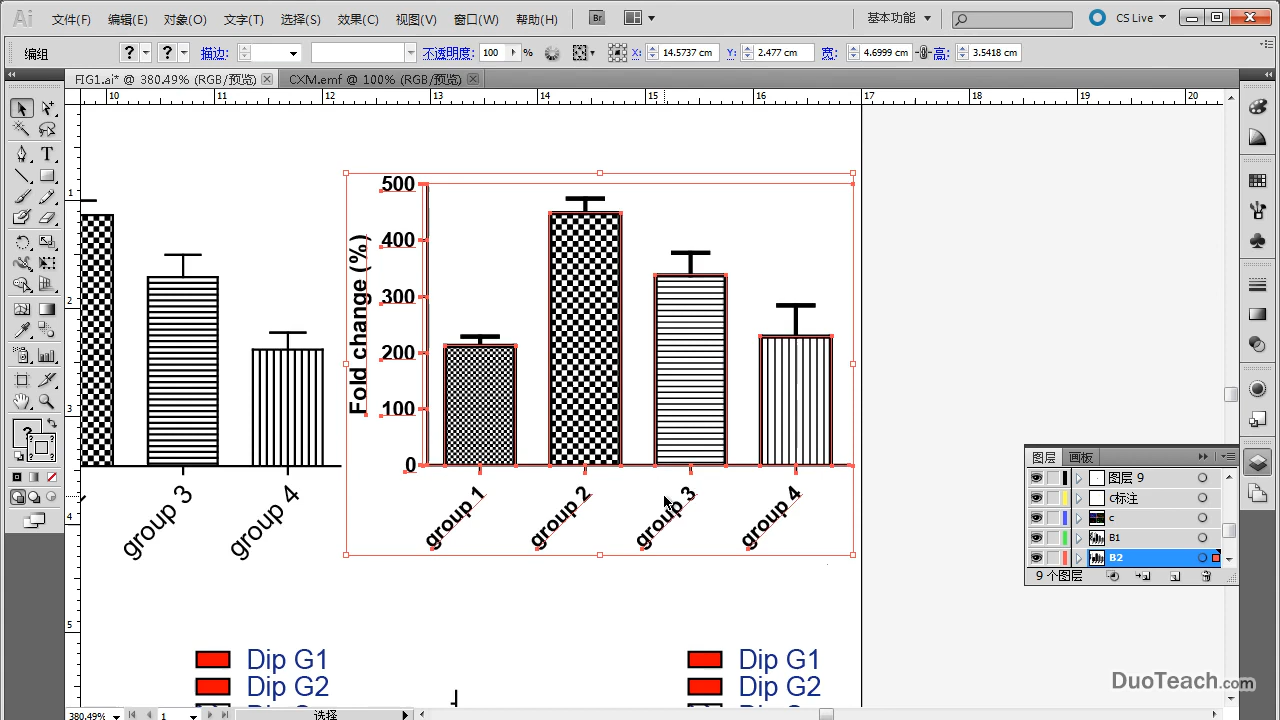 Ai 文件(F) 编辑(E) 对象(O) 文字(T) 选择(S) 效果(C) 视图(V) 窗口(W) 帮助(H) Br 基本功能 CS Live
编组 ? ? 描边: 不透明度: 100 % X: 14.5737 cm Y: 2.477 cm 宽: 4.6999 cm 高: 3.5418 cm
FIG1.ai* @ 380.49% (RGB/预览) CXM.emf @ 100% (RGB/预览)
10 11 12 13 14 15 16 17 18 19 20
1
2
3
4
5
500
400
300
200
100
0
Fold change (%)
group 1 group 2 group 3 group 4
group 3 group 4
图层 画板
图层 9
C标注
c
B1
B2
9 个图层
Dip G1
Dip G2
Dip G1
Dip G2
DuoTeach.com
380.49% 1 选择